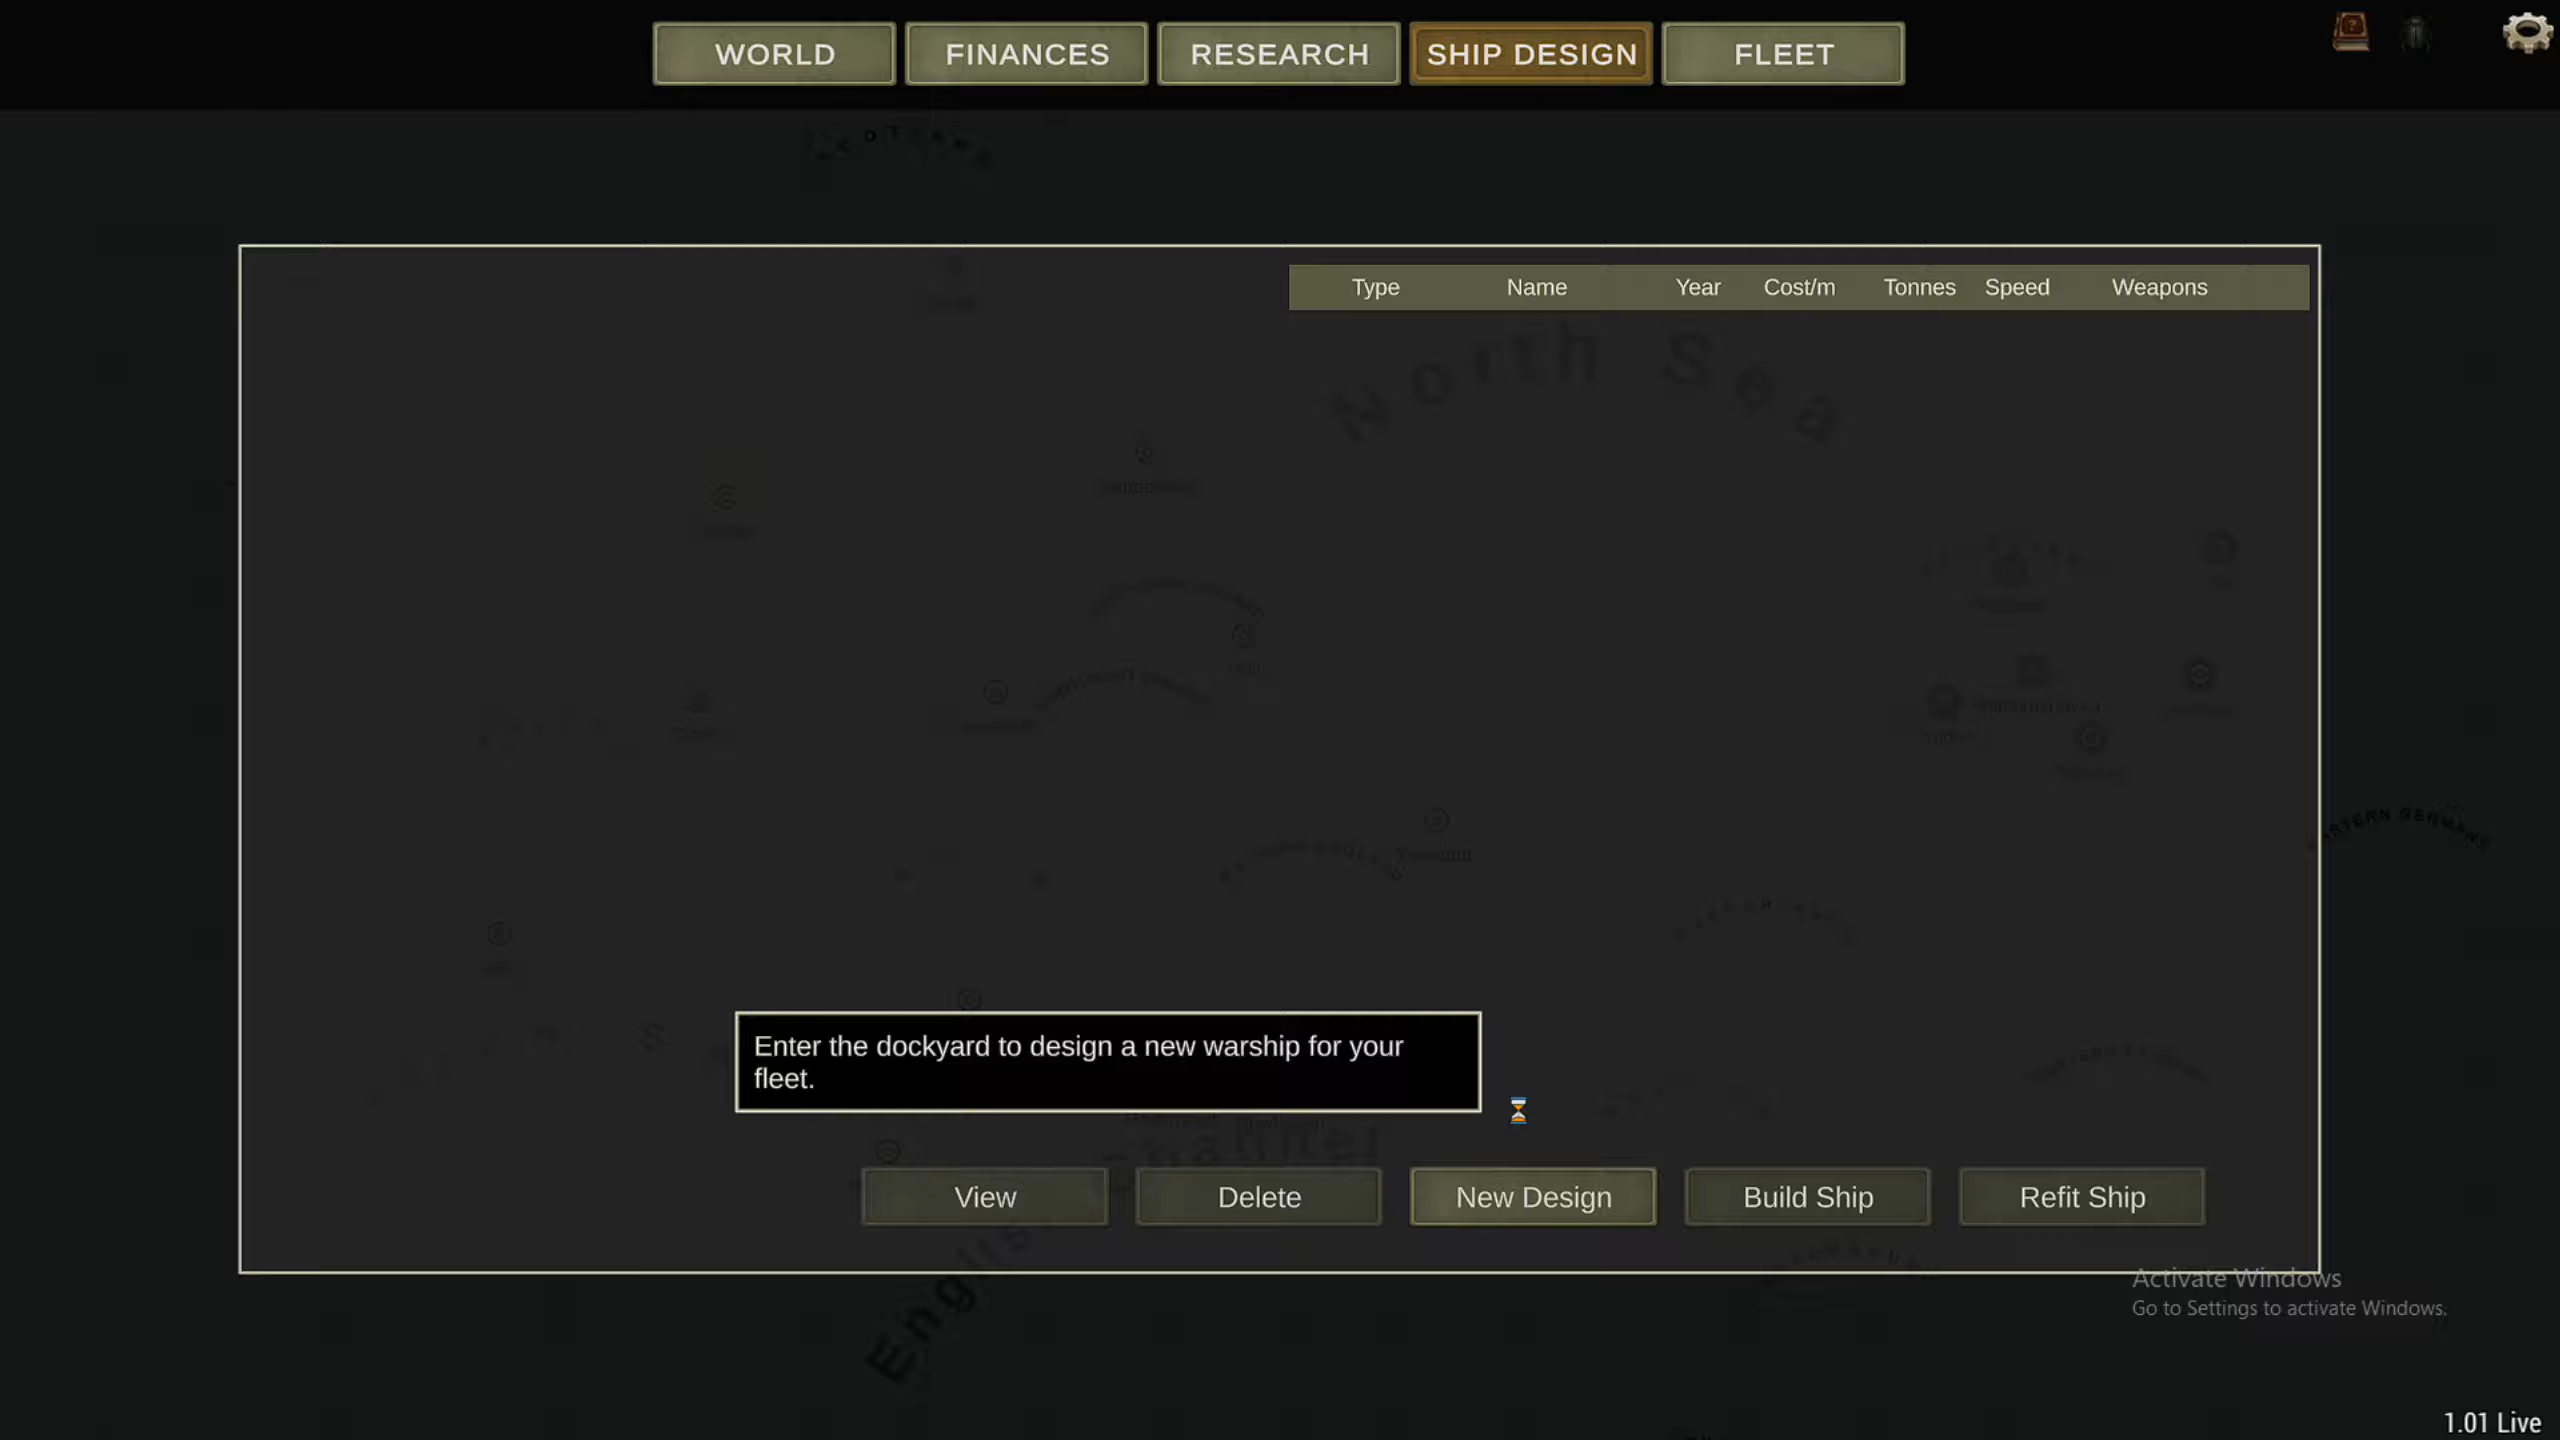 WORLD
FINANCES
RESEARCH
SHIP DESIGN
FLEET
Type Name Year Cost/m Tonnes Speed Weapons
North Sea
Enter the dockyard to design a new warship for your
fleet.
Channel
View
Delete
New Design
Build Ship
Refit Ship
Activate Windows
Go to Settings to activate Windows.
1.01 Live